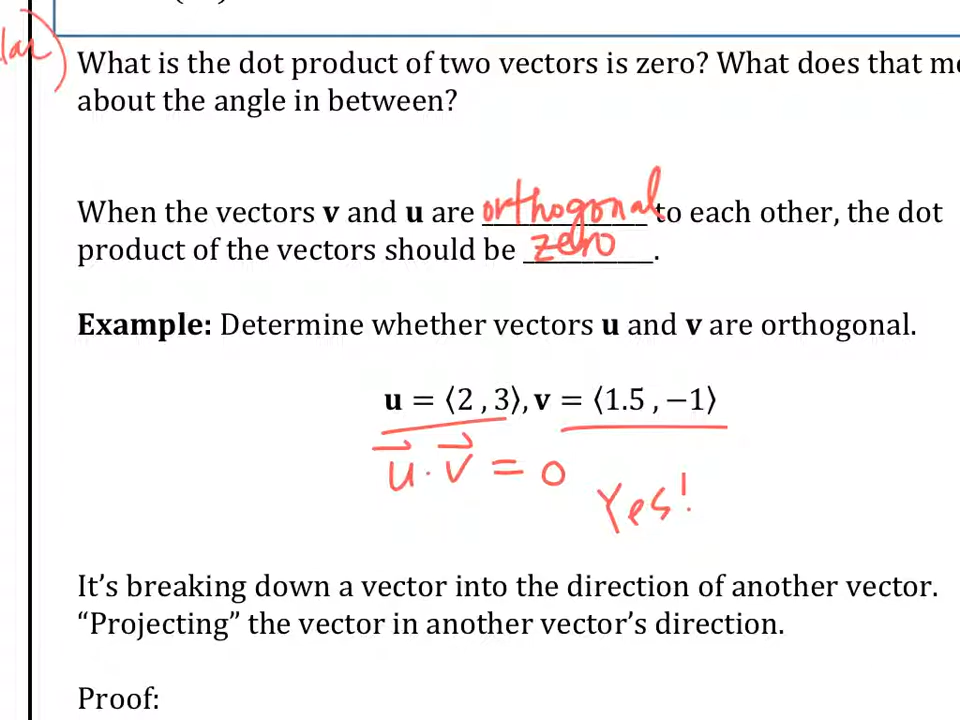 lar)
What is the dot product of two vectors is zero? What does that me
about the angle in between?
When the vectors v and u are orthogonal to each other, the dot
product of the vectors should be zero.
Example: Determine whether vectors u and v are orthogonal.
u = ⟨2 , 3⟩, v = ⟨1.5 , −1⟩
u · v = 0
Yes!
It’s breaking down a vector into the direction of another vector.
“Projecting” the vector in another vector’s direction.
Proof: